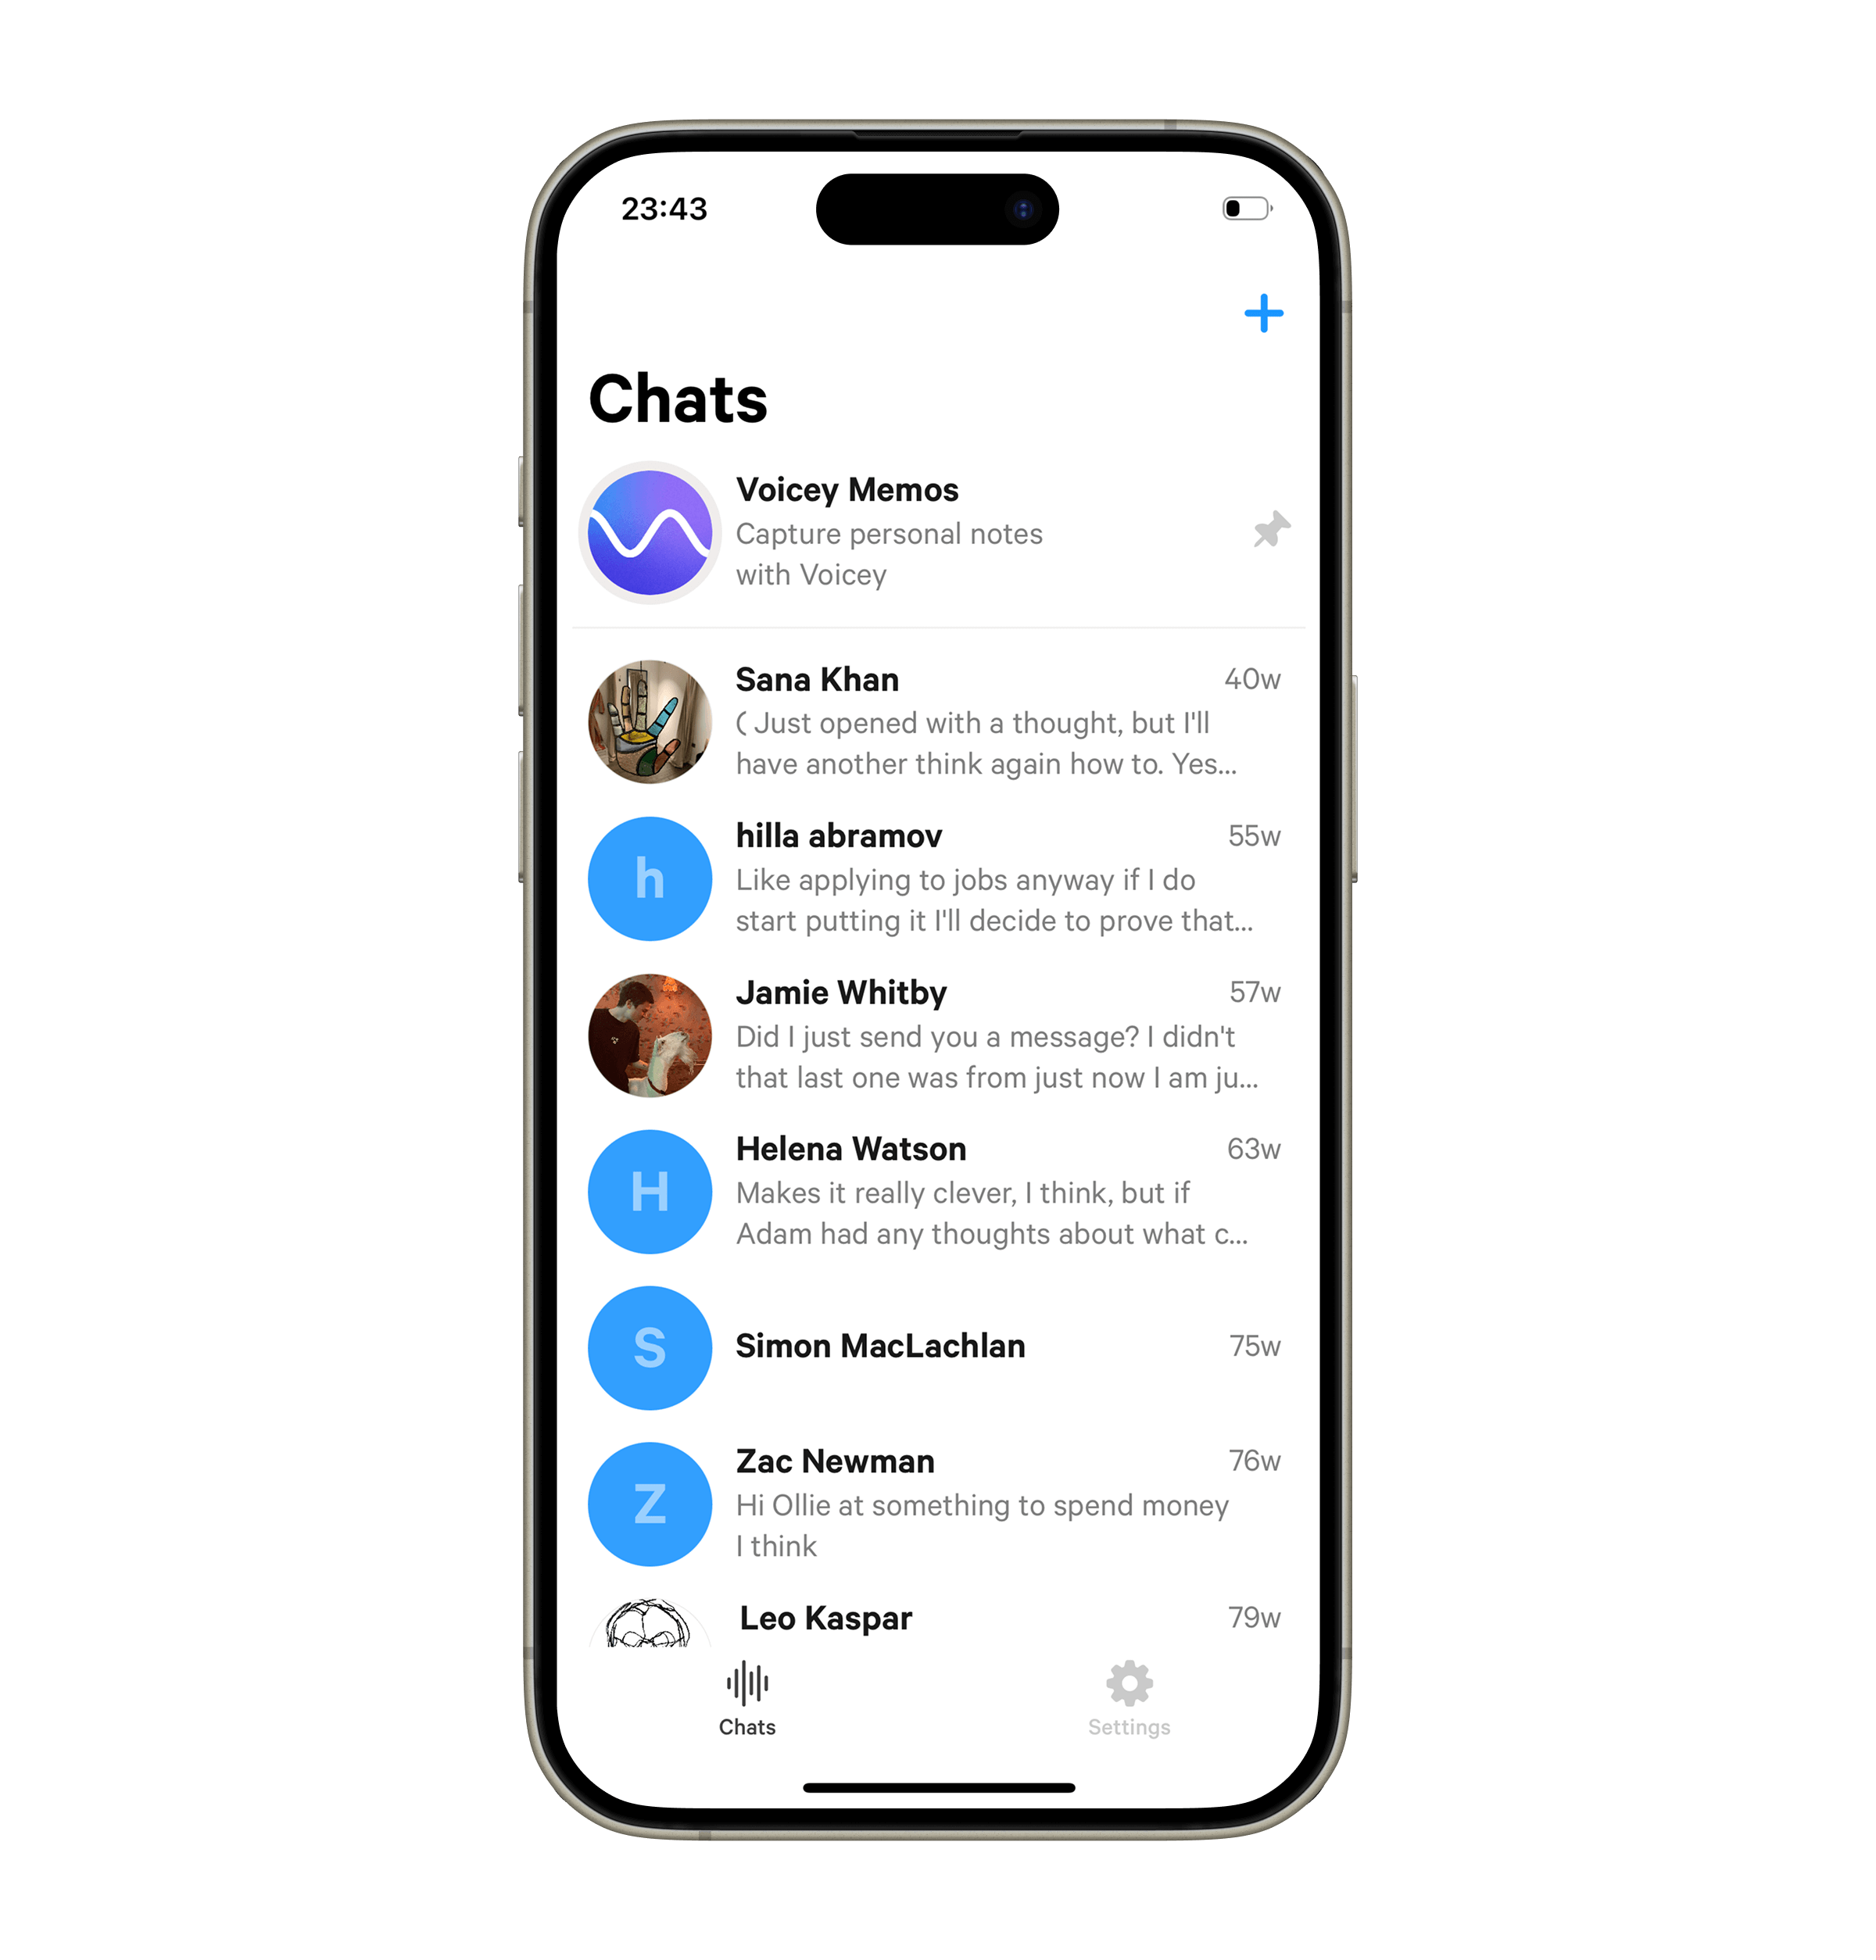 23:43
Chats
Voicey Memos
Capture personal notes
with Voicey
Sana Khan
40w
( Just opened with a thought, but I'll
have another think again how to. Yes...
h
hilla abramov
55w
Like applying to jobs anyway if I do
start putting it I'll decide to prove that...
Jamie Whitby
57w
Did I just send you a message? I didn't
that last one was from just now I am ju...
H
Helena Watson
63w
Makes it really clever, I think, but if
Adam had any thoughts about what c...
S
Simon MacLachlan
75w
Z
Zac Newman
76w
Hi Ollie at something to spend money
I think
Leo Kaspar
79w
Chats
Settings